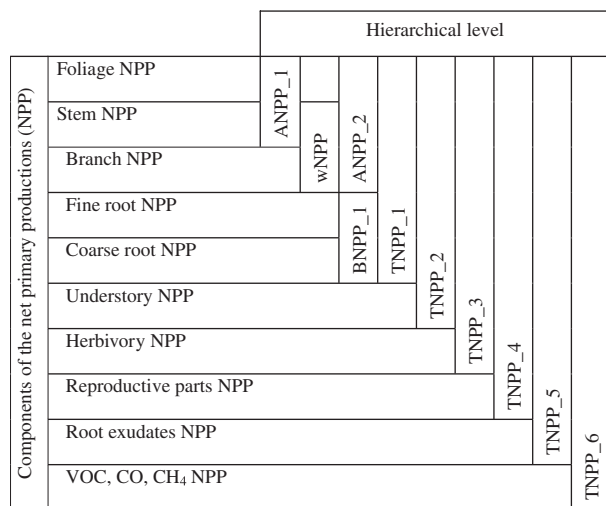 Hierarchical level
Components of the net primary productions (NPP)
Foliage NPP
Stem NPP
Branch NPP
Fine root NPP
Coarse root NPP
Understory NPP
Herbivory NPP
Reproductive parts NPP
Root exudates NPP
VOC, CO, CH₄ NPP
ANPP_1
wNPP
ANPP_2
BNPP_1
TNPP_1
TNPP_2
TNPP_3
TNPP_4
TNPP_5
TNPP_6